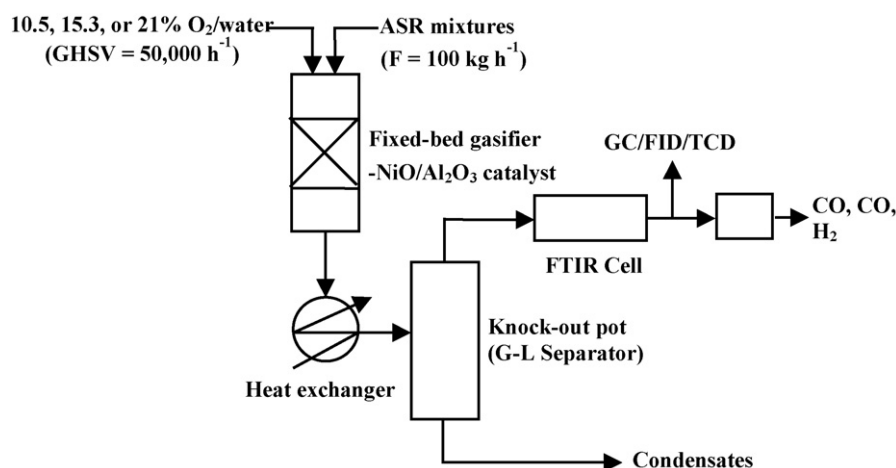 10.5, 15.3, or 21% O₂/water
(GHSV = 50,000 h⁻¹)
ASR mixtures
(F = 100 kg h⁻¹)
Fixed-bed gasifier
-NiO/Al₂O₃ catalyst
GC/FID/TCD
CO, CO,
H₂
FTIR Cell
Knock-out pot
(G-L Separator)
Heat exchanger
Condensates